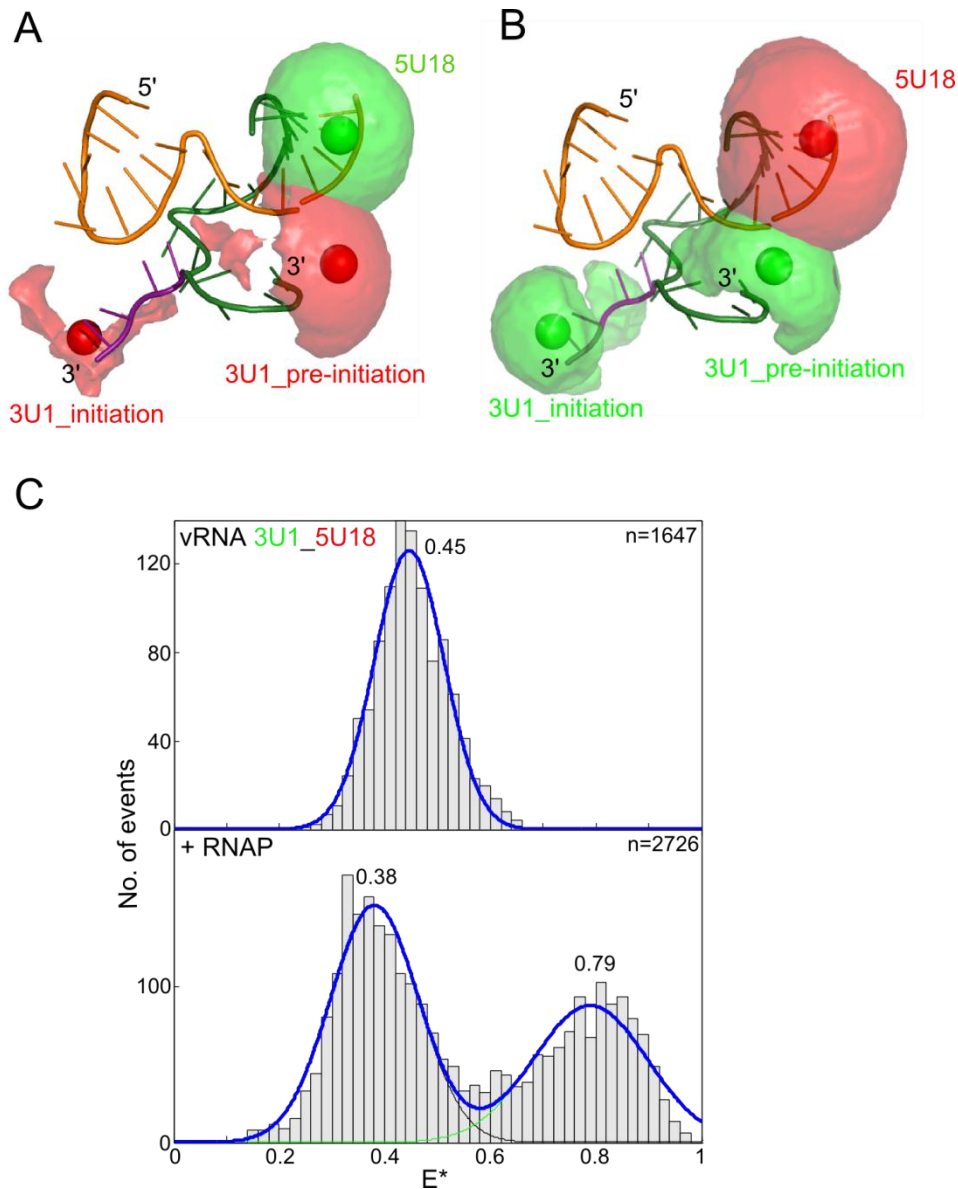 A
5'
5U18
3'
3'
3U1_pre-initiation
3U1_initiation
B
5'
5U18
3'
3'
3U1_pre-initiation
3U1_initiation
C
vRNA 3U1_5U18
0.45
n=1647
120
80
40
0
+ RNAP
0.38
0.79
n=2726
100
0
No. of events
0 0.2 0.4 0.6 0.8 1
E*